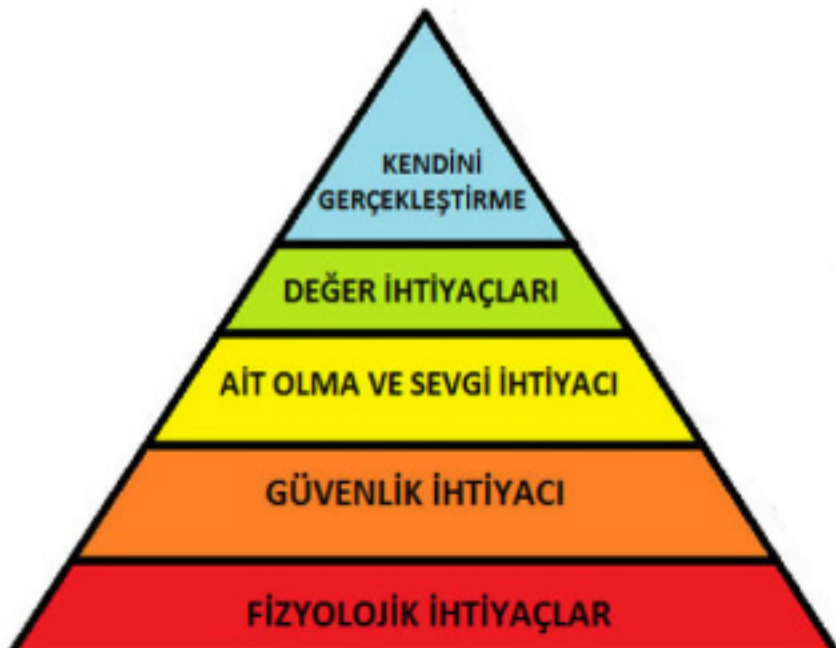 KENDİNİ
GERÇEKLEŞTİRME
DEĞER İHTİYAÇLARI
AİT OLMA VE SEVGİ İHTİYACI
GÜVENLİK İHTİYACI
FİZYOLOJİK İHTİYAÇLAR